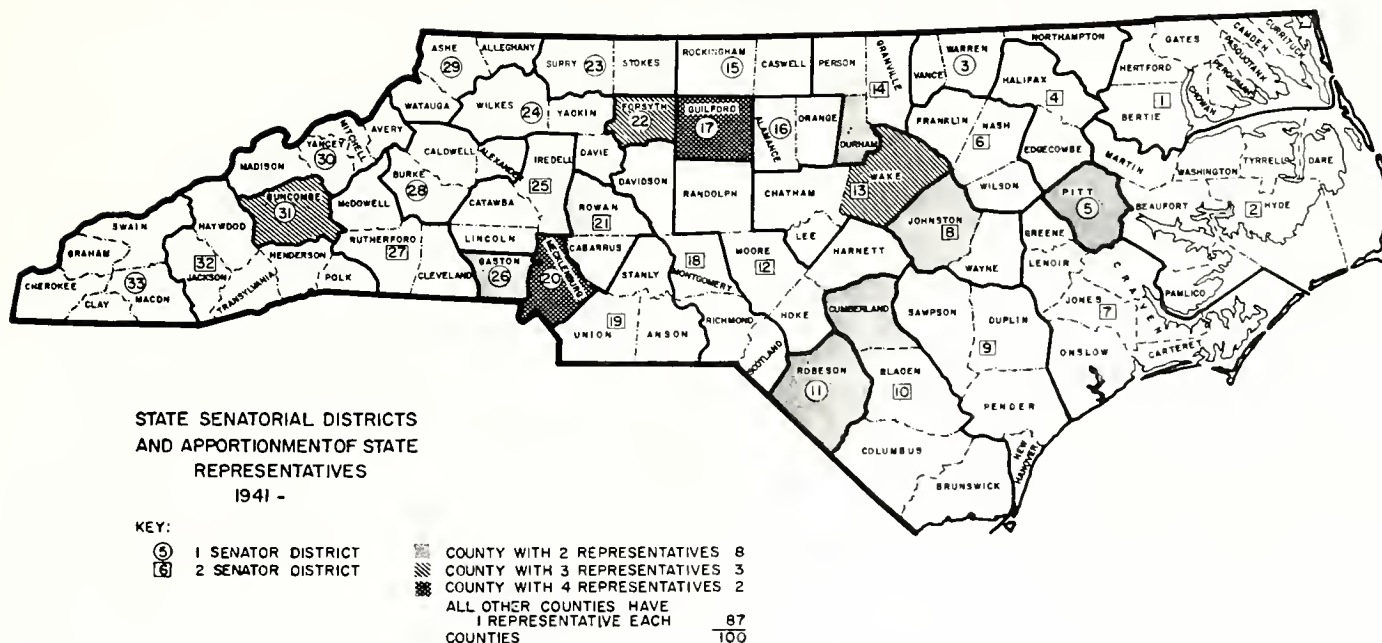 ASHE
29
ALLEGHANY
SURRY
23
STOKES
ROCKINGHAM
15
CASWELL
PERSON
GRANVILLE
14
VANCE
WARREN
3
NORTHAMPTON
GATES
CAMDEN
CURRITUCK
PASQUOTANK
PERQUIMANS
CHOWAN
HERTFORD
1
BERTIE
HALIFAX
4
WATAUGA
WILKES
24
YADKIN
FORSYTH
22
GUILFORD
17
ALAMANCE
16
ORANGE
DURHAM
FRANKLIN
NASH
6
EDGECOMBE
MARTIN
WASHINGTON
TYRRELL
DARE
MITCHELL
AVERY
YANCEY
30
MADISON
CALDWELL
ALEXANDER
IREDELL
25
DAVIE
DAVIDSON
RANDOLPH
CHATHAM
WAKE
13
WILSON
PITT
5
BEAUFORT
HYDE
2
BURKE
28
MCDOWELL
CATAWBA
BUNCOMBE
31
ROWAN
21
LEE
JOHNSTON
8
GREENE
SWAIN
HAYWOOD
LINCOLN
RUTHERFORD
27
CLEVELAND
GASTON
26
MECKLENBURG
20
CABARRUS
STANLY
MONTGOMERY
18
MOORE
12
HARNETT
WAYNE
LENOIR
CRAVEN
PAMLICO
GRAHAM
32
JACKSON
HENDERSON
POLK
TRANSYLVANIA
CHEROKEE
33
CLAY
MACON
UNION
19
ANSON
RICHMOND
SCOTLAND
HOKE
CUMBERLAND
SAMPSON
DUPLIN
9
JONES
7
ONSLOW
CARTERET
ROBESON
11
BLADEN
10
PENDER
COLUMBUS
NEW HANOVER
BRUNSWICK
STATE SENATORIAL DISTRICTS
AND APPORTIONMENT OF STATE
REPRESENTATIVES
1941 -
KEY:
5 1 SENATOR DISTRICT
6 2 SENATOR DISTRICT
COUNTY WITH 2 REPRESENTATIVES 8
COUNTY WITH 3 REPRESENTATIVES 3
COUNTY WITH 4 REPRESENTATIVES 2
ALL OTHER COUNTIES HAVE
1 REPRESENTATIVE EACH 87
COUNTIES 100